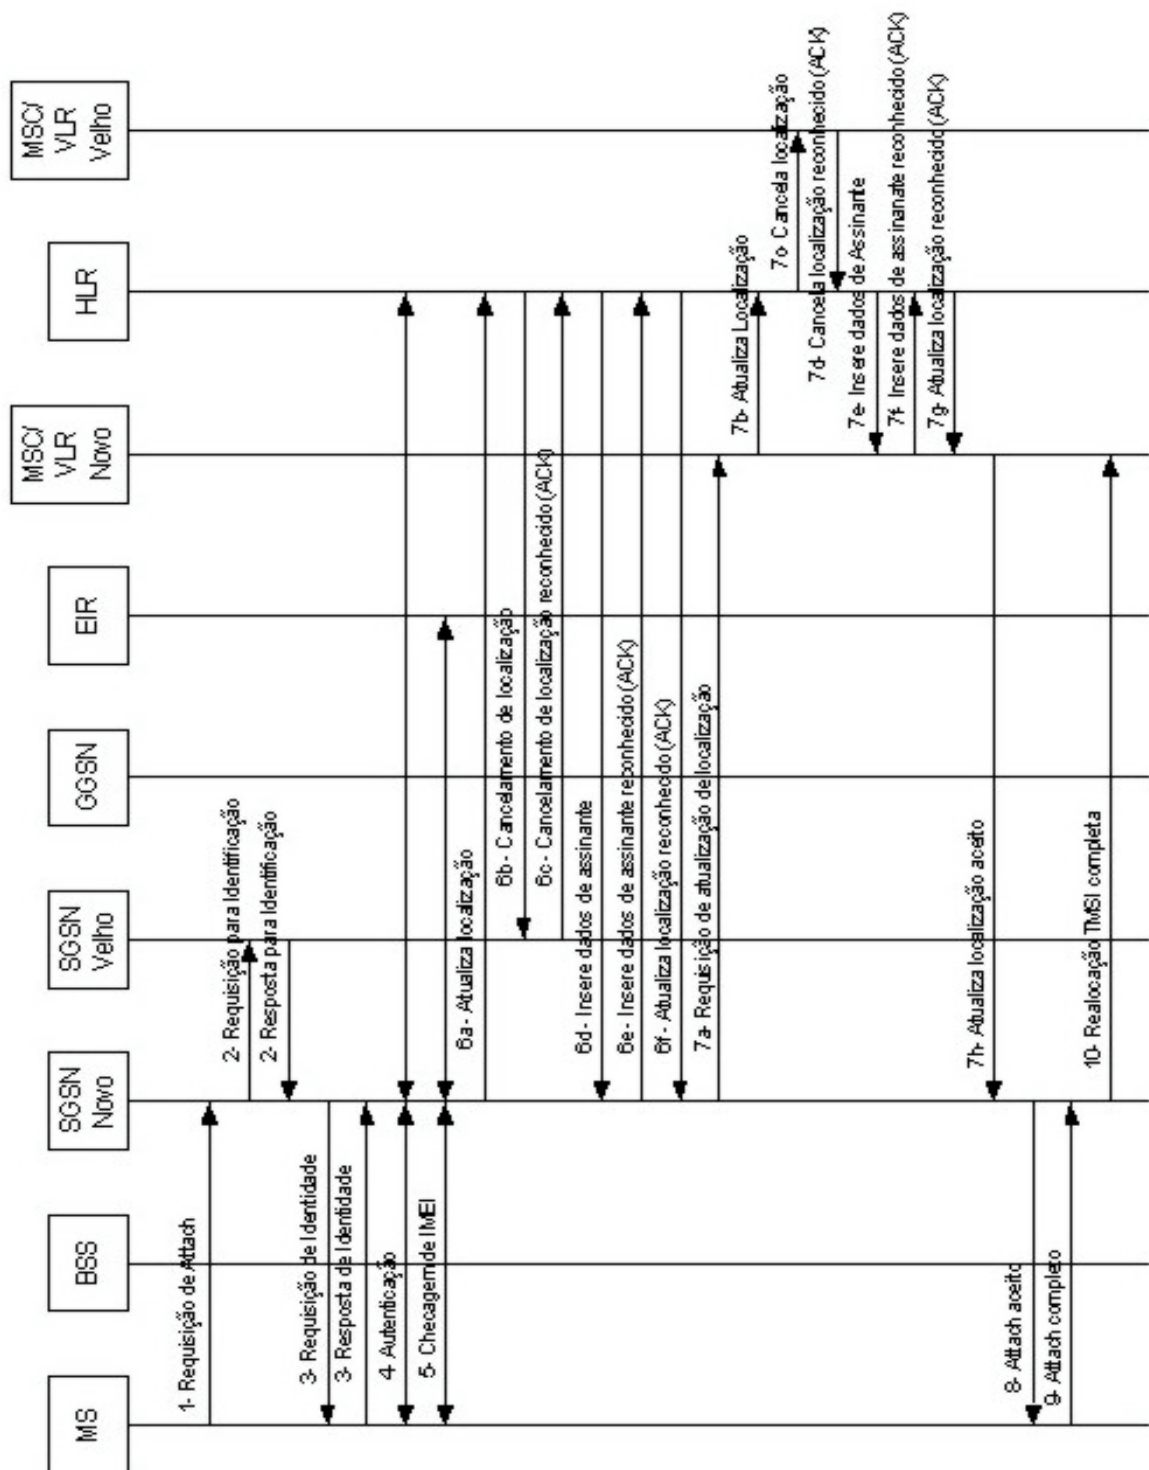 MS
BSS
SGSN
Novo
SGSN
Velho
GGSN
EIR
MSC/
VLR
Novo
HLR
MSC/
VLR
Velho
1- Requisição de Attach
2- Requisição para Identificação
2- Resposta para Identificação
3- Requisição de Identidade
3- Resposta de Identidade
4- Autenticação
5- Checagem de IMEI
6a - Atualiza localização
6b - Cancelamento de localização
6c - Cancelamento de localização reconhecido (ACK)
6d - Insere dados de assinante
6e - Insere dados de assinante reconhecido (ACK)
6f - Atualiza localização reconhecido (ACK)
7a - Requisição de atualização de localização
7b- Atualiza Localização
7c- Cancela localização
7d- Cancela localização reconhecido (ACK)
7e- Insere dados de Assinante
7f- Insere dados de assinanate reconhecido (ACK)
7g- Atualiza localização reconhecido (ACK)
7h- Atualiza localização aceito
8- Attach aceito
9- Attach completo
10- Realocação TMSI completa